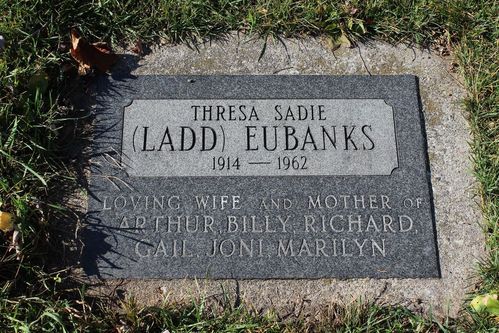 THRESA SADIE
(LADD) EUBANKS
1914 — 1962
LOVING WIFE AND MOTHER OF
ARTHUR, BILLY, RICHARD,
GAIL, JONI, MARILYN